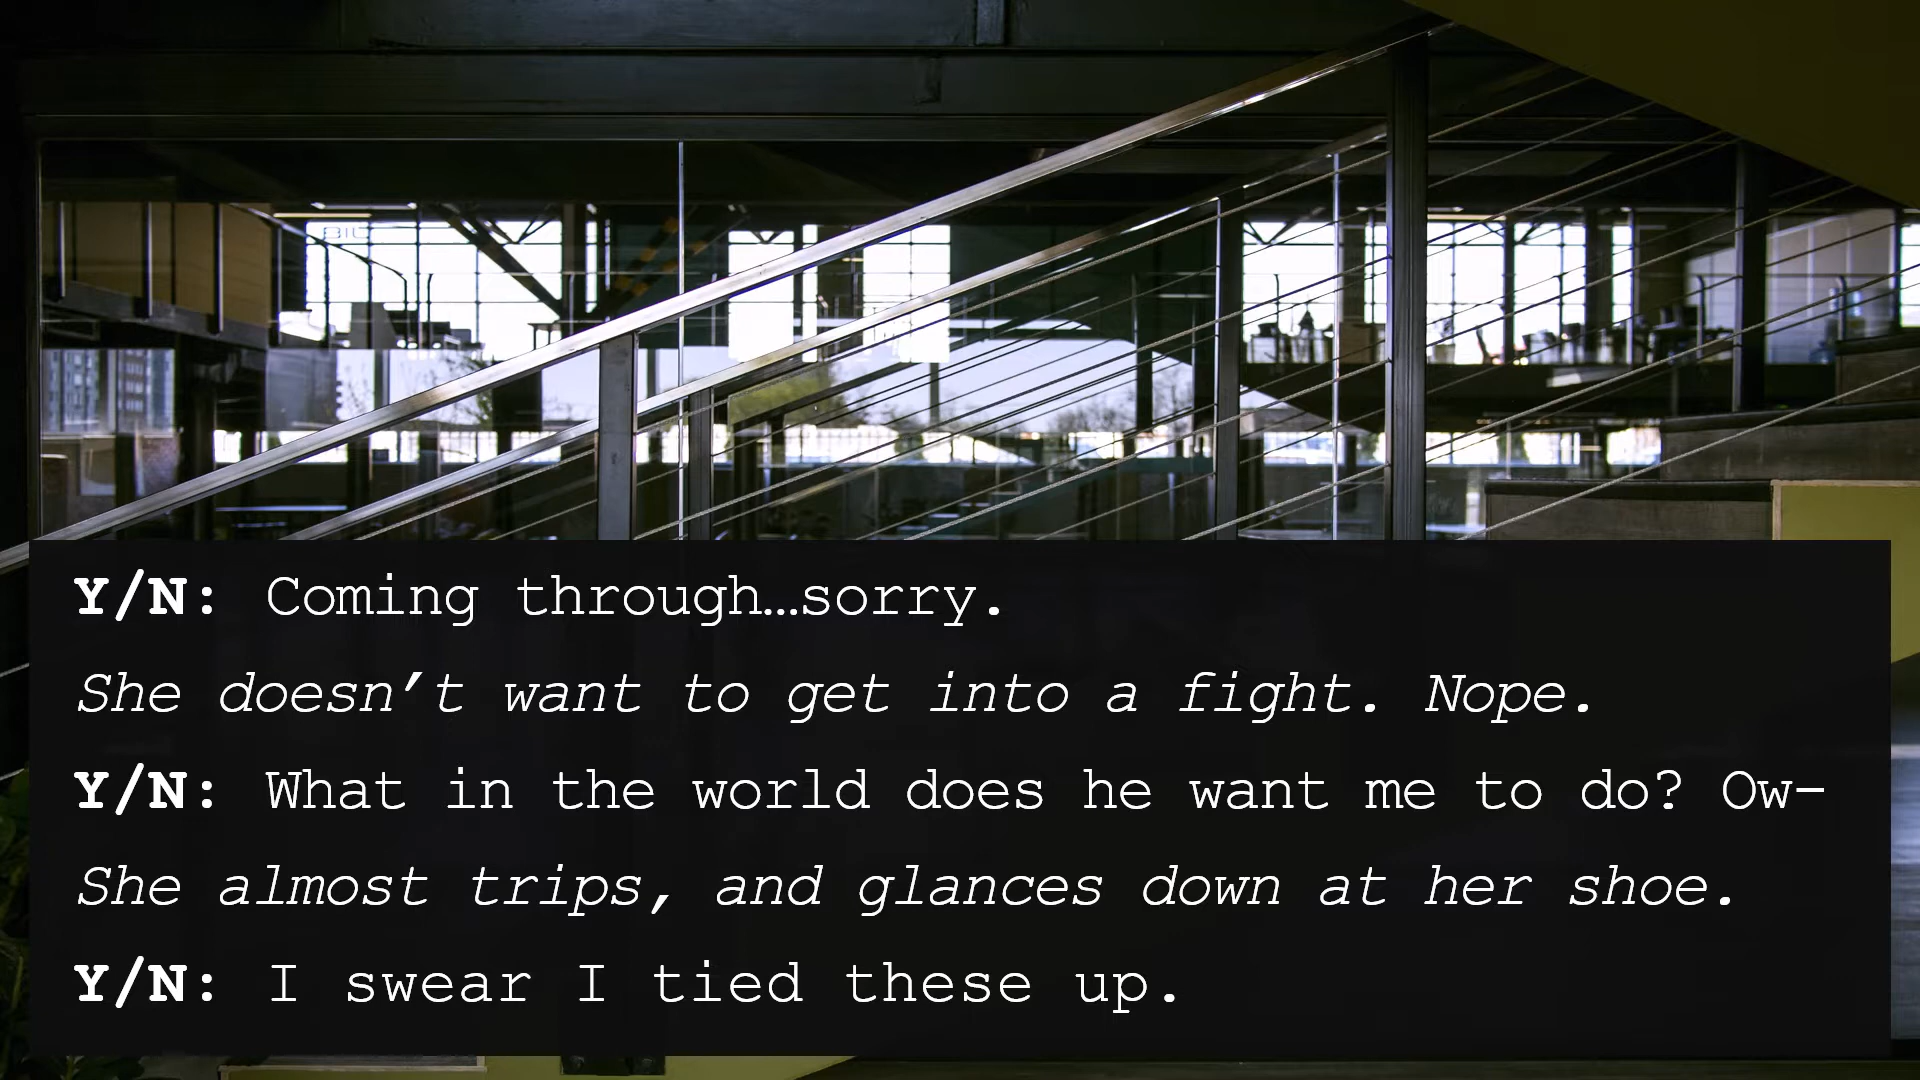 Y/N: Coming through…sorry.
She doesn’t want to get into a fight. Nope.
Y/N: What in the world does he want me to do? Ow-
She almost trips, and glances down at her shoe.
Y/N: I swear I tied these up.